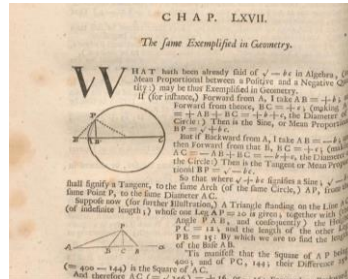 CHAP. LXVII.
The same Exemplified in Geometry.
WHAT hath been already said of √−bc in Algebra, (
Mean Proportional between a Positive and a Negative
tity:) may be thus Exemplified in Geometry.
If (for instance,) Forward from A, I take AB = +b;
Forward from thence, BC = +c; (making
= +AB + BC = +b+c, the Diameter of
Circle:) Then is the Sine, or Mean Proportional
BP = √+bc.
But if Backward from A, I take AB = −b;
then Forward from that B, BC = +c; (making
AC = −AB + BC = −b+c, the Diameter
the Circle:) Then is the Tangent or Mean
tional BP = √−bc.
So that where √+bc signifies a Sine; √−
shall signify a Tangent, to the same Arch (of the same Circle,) AP, from
same Point P, to the same Diameter AC.
Suppose now (for further Illustration,) A Triangle standing on the Line AC
(of indefinite length;) whose one Leg AP = 20 is given; together with
Angle PAB, and consequently) the
PC = 12; and the length of the other
PB = 15: By which we are to find the length
of the Base AB.
'Tis manifest that the Square of AP
400; and of PC, 144; their Difference
(= 400 − 144) is the Square of AC.
And therefore AC
P
B
A
C
P
A
B
C
B